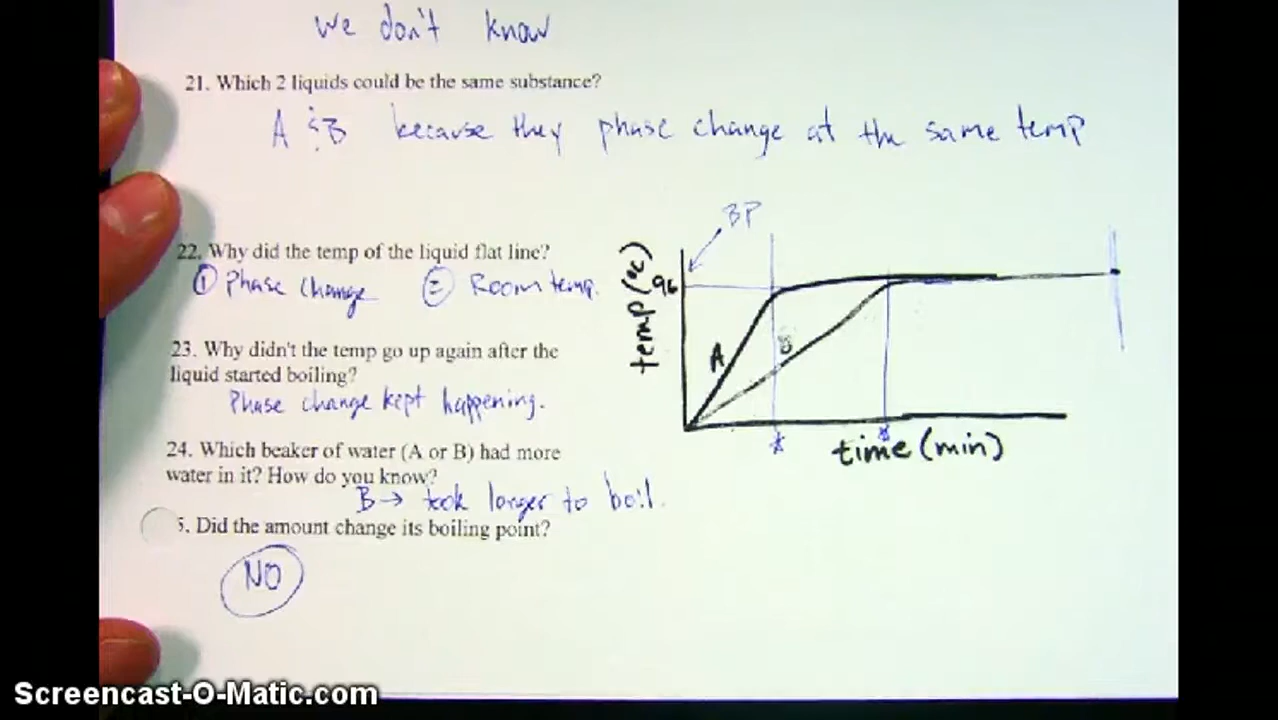 we don't know
21. Which 2 liquids could be the same substance?
A & B because they phase change at the same temp
22. Why did the temp of the liquid flat line?
① Phase change ② Room temp.
23. Why didn't the temp go up again after the
liquid started boiling?
Phase change kept happening.
24. Which beaker of water (A or B) had more
water in it? How do you know?
B → took longer to boil.
5. Did the amount change its boiling point?
NO
BP
temp (°C)
96
A
B
time (min)
Screencast-O-Matic.com